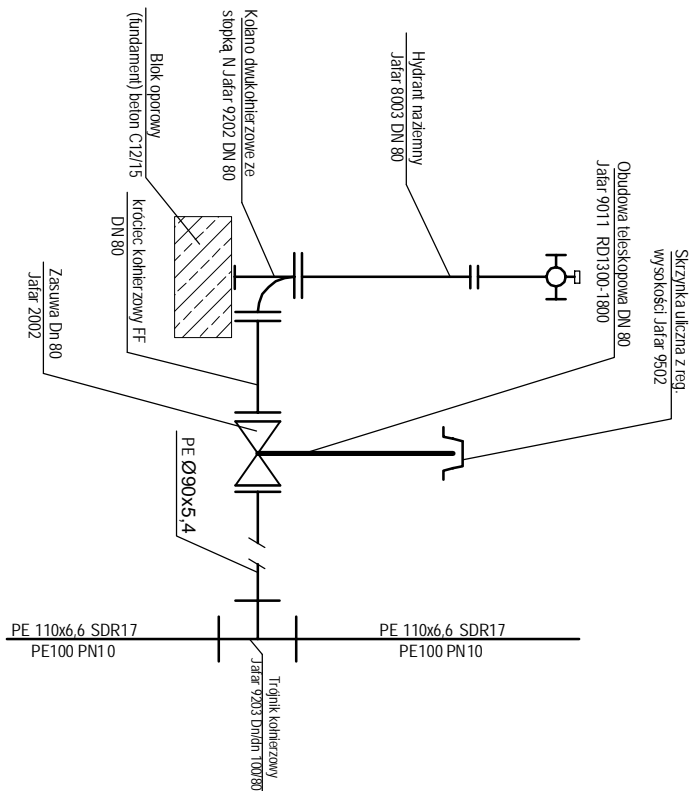 Skrzynka uliczna z reg.
wysokości Jafar 9502
Obudowa teleskopowa DN 80
Jafar 9011 RD1300-1800
Hydrant naziemny
Jafar 8003 DN 80
Kolano dwukołnierzowe ze
stopką N Jafar 9202 DN 80
Blok oporowy
(fundament) beton C12/15
króciec kołnierzowy FF
DN 80
Zasuwa Dn 80
Jafar 2002
PE Ø90x5,4
PE 110x6,6 SDR17
PE100 PN10
PE 110x6,6 SDR17
PE100 PN10
Trójnik kołnierzowy
Jafar 9203 Dn/dn 100/80